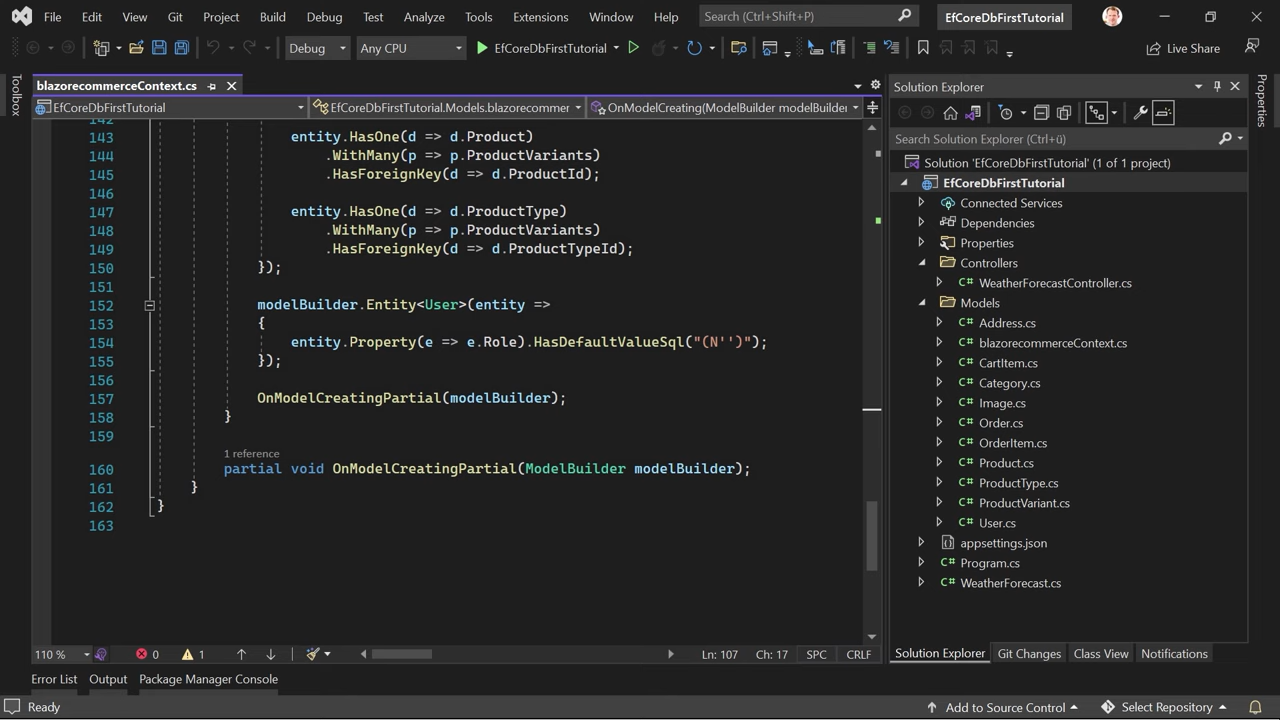 File Edit View Git Project Build Debug Test Analyze Tools Extensions Window Help Search (Ctrl+Shift+P) EfCoreDbFirstTutorial
Debug Any CPU EfCoreDbFirstTutorial Live Share
Toolbox
blazorecommerceContext.cs
EfCoreDbFirstTutorial EfCoreDbFirstTutorial.Models.blazorecommer OnModelCreating(ModelBuilder modelBuilder
142
143 entity.HasOne(d => d.Product)
144 .WithMany(p => p.ProductVariants)
145 .HasForeignKey(d => d.ProductId);
146
147 entity.HasOne(d => d.ProductType)
148 .WithMany(p => p.ProductVariants)
149 .HasForeignKey(d => d.ProductTypeId);
150 });
151
152 modelBuilder.Entity<User>(entity =>
153 {
154 entity.Property(e => e.Role).HasDefaultValueSql("(N'')");
155 });
156
157 OnModelCreatingPartial(modelBuilder);
158 }
159
1 reference
160 partial void OnModelCreatingPartial(ModelBuilder modelBuilder);
161 }
162 }
163
110 % 0 1 Ln: 107 Ch: 17 SPC CRLF
Solution Explorer
Search Solution Explorer (Ctrl+ü)
Solution 'EfCoreDbFirstTutorial' (1 of 1 project)
EfCoreDbFirstTutorial
Connected Services
Dependencies
Properties
Controllers
C# WeatherForecastController.cs
Models
C# Address.cs
C# blazorecommerceContext.cs
C# CartItem.cs
C# Category.cs
C# Image.cs
C# Order.cs
C# OrderItem.cs
C# Product.cs
C# ProductType.cs
C# ProductVariant.cs
C# User.cs
appsettings.json
C# Program.cs
C# WeatherForecast.cs
Solution Explorer Git Changes Class View Notifications
Properties
Error List Output Package Manager Console
Ready Add to Source Control Select Repository